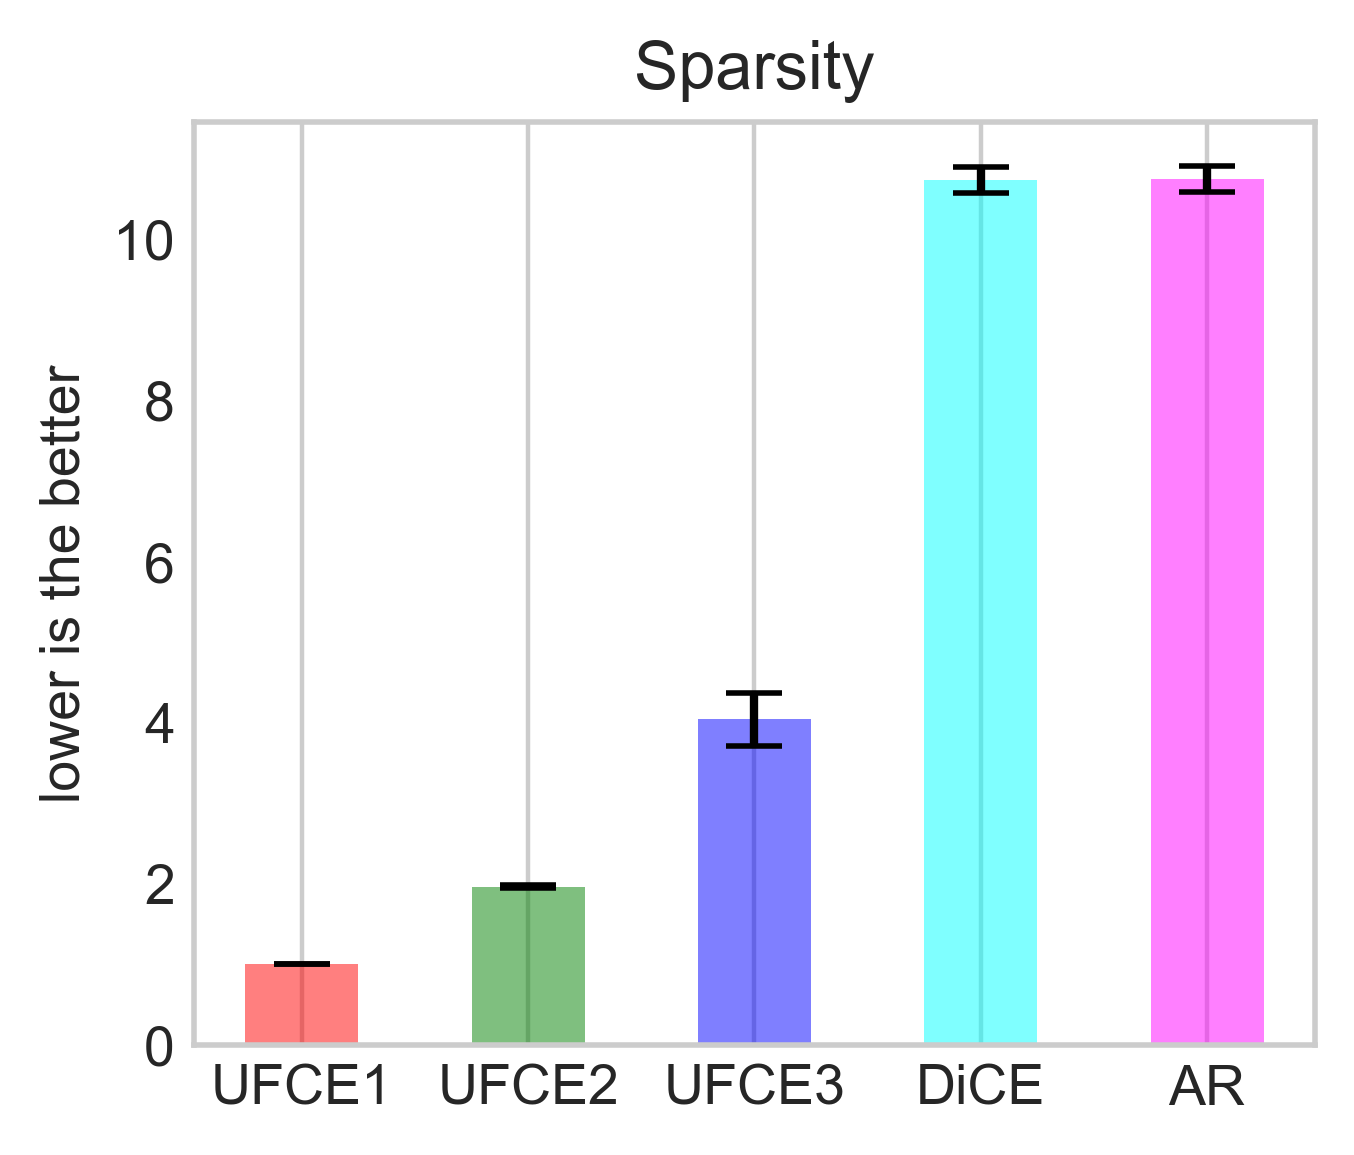 Sparsity
lower is the better
10
8
6
4
2
0
UFCE1
UFCE2
UFCE3
DiCE
AR